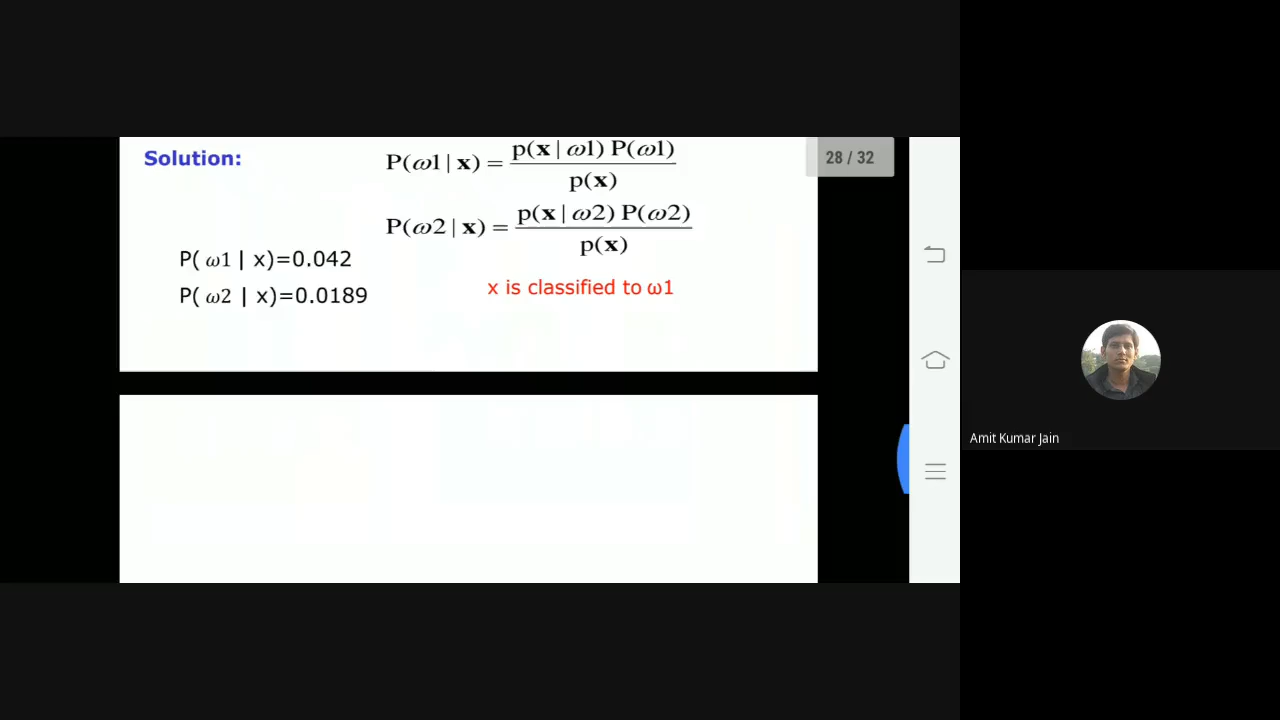 Solution:
P(ω1 | x) = p(x | ω1) P(ω1) / p(x)
28 / 32
P(ω2 | x) = p(x | ω2) P(ω2) / p(x)
P( ω1 | x)=0.042
P( ω2 | x)=0.0189
x is classified to ω1
Amit Kumar Jain